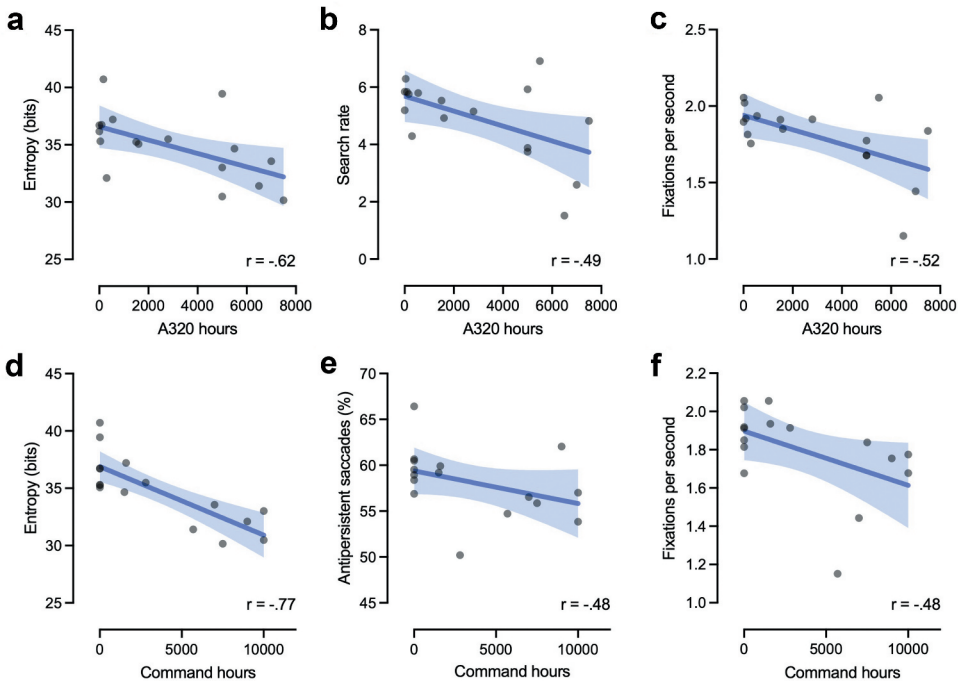 a
45
40
35
30
25
Entropy (bits)
r = -.62
0 2000 4000 6000 8000
A320 hours
b
8
6
4
2
0
Search rate
r = -.49
0 2000 4000 6000 8000
A320 hours
c
2.5
2.0
1.5
1.0
Fixations per second
r = -.52
0 2000 4000 6000 8000
A320 hours
d
45
40
35
30
25
Entropy (bits)
r = -.77
0 5000 10000
Command hours
e
70
65
60
55
50
45
Antipersistent saccades (%)
r = -.48
0 5000 10000
Command hours
f
2.2
2.0
1.8
1.6
1.4
1.2
1.0
Fixations per second
r = -.48
0 5000 10000
Command hours